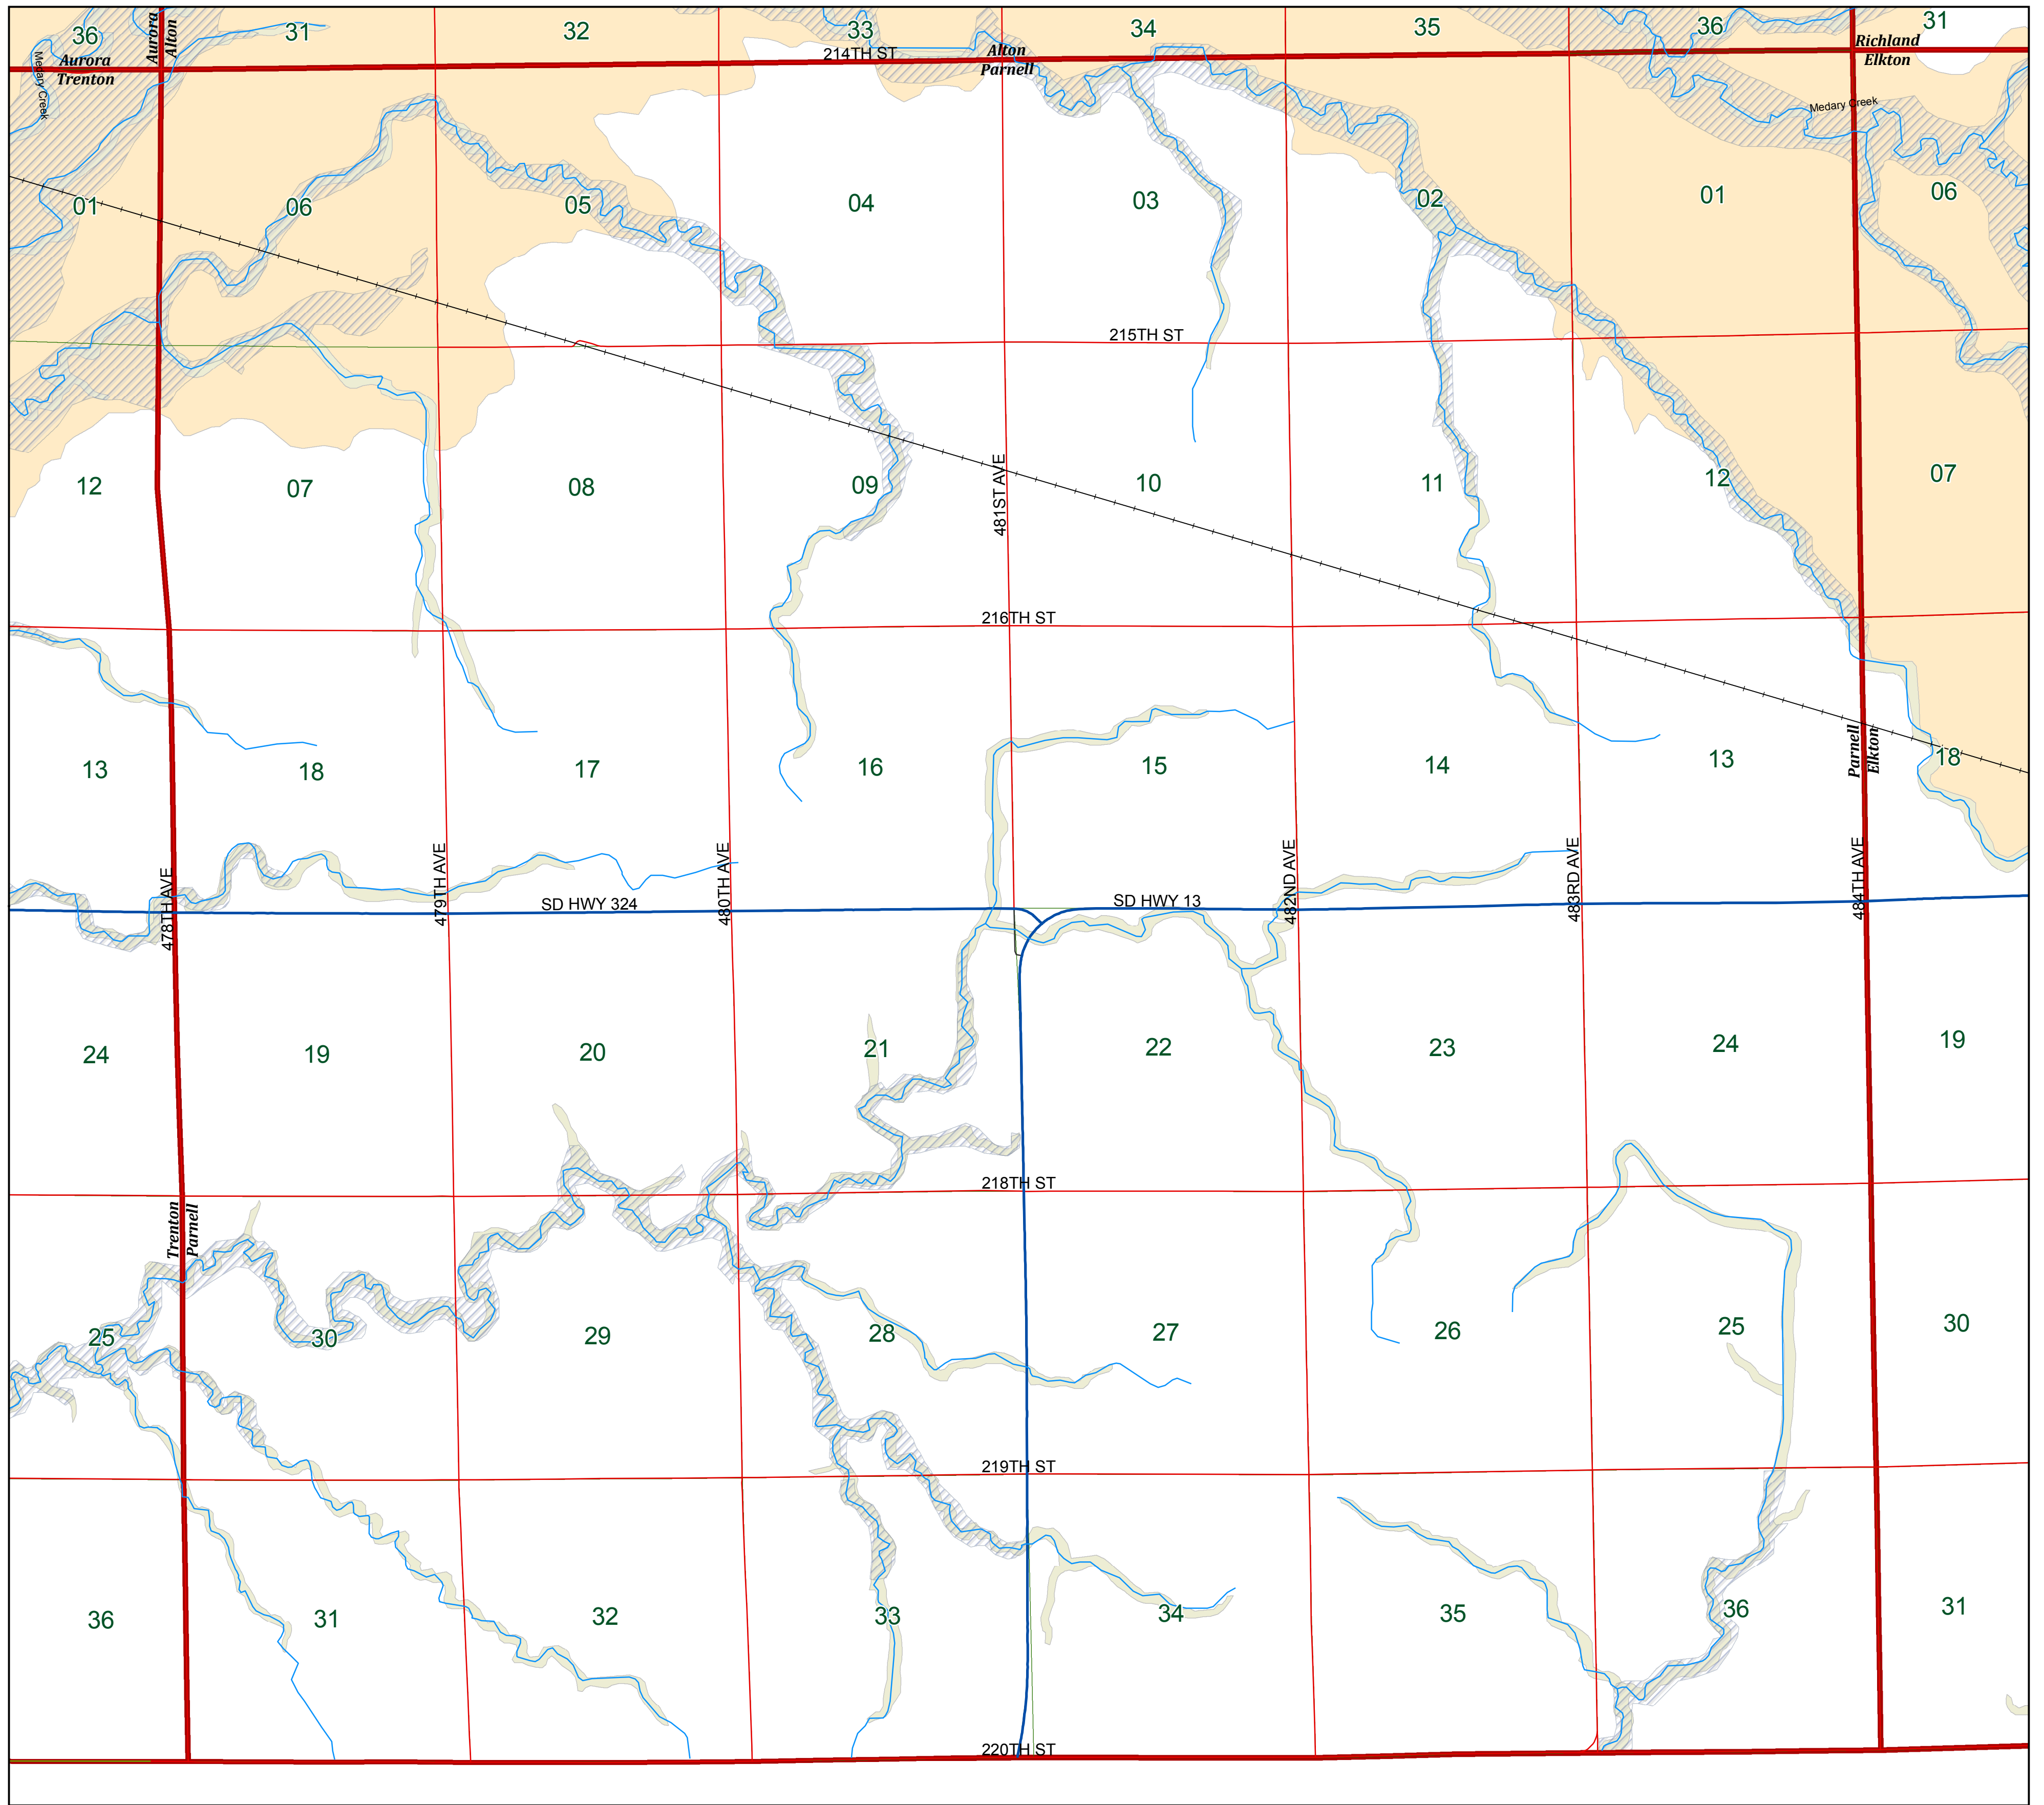 36
31
32
33
34
35
36
31
Aurora
Alton
Aurora
Trenton
Medary Creek
214TH ST
Alton
Parnell
Richland
Elkton
Medary Creek
01
06
05
04
03
02
01
06
215TH ST
12
07
08
09
481ST AVE
10
11
12
07
216TH ST
13
18
17
16
15
14
13
Parnell
Elkton
18
478TH AVE
479TH AVE
SD HWY 324
480TH AVE
SD HWY 13
482ND AVE
483RD AVE
484TH AVE
24
19
20
21
22
23
24
19
218TH ST
Trenton
Parnell
25
30
29
28
27
26
25
30
219TH ST
36
31
32
33
34
35
36
31
220TH ST